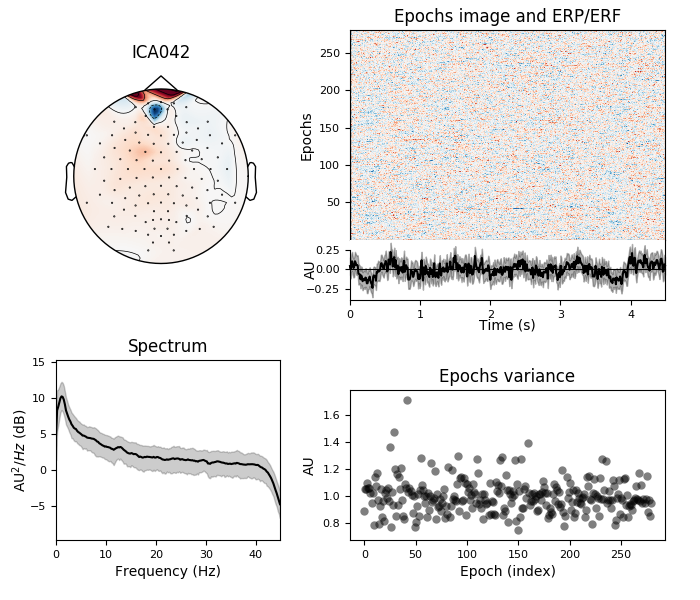 ICA042
Epochs image and ERP/ERF
Epochs
250
200
150
100
50
AU
0.25
0.00
−0.25
0 1 2 3 4
Time (s)
Spectrum
AU²/Hz (dB)
15
10
5
0
−5
0 10 20 30 40
Frequency (Hz)
Epochs variance
AU
1.6
1.4
1.2
1.0
0.8
0 50 100 150 200 250
Epoch (index)